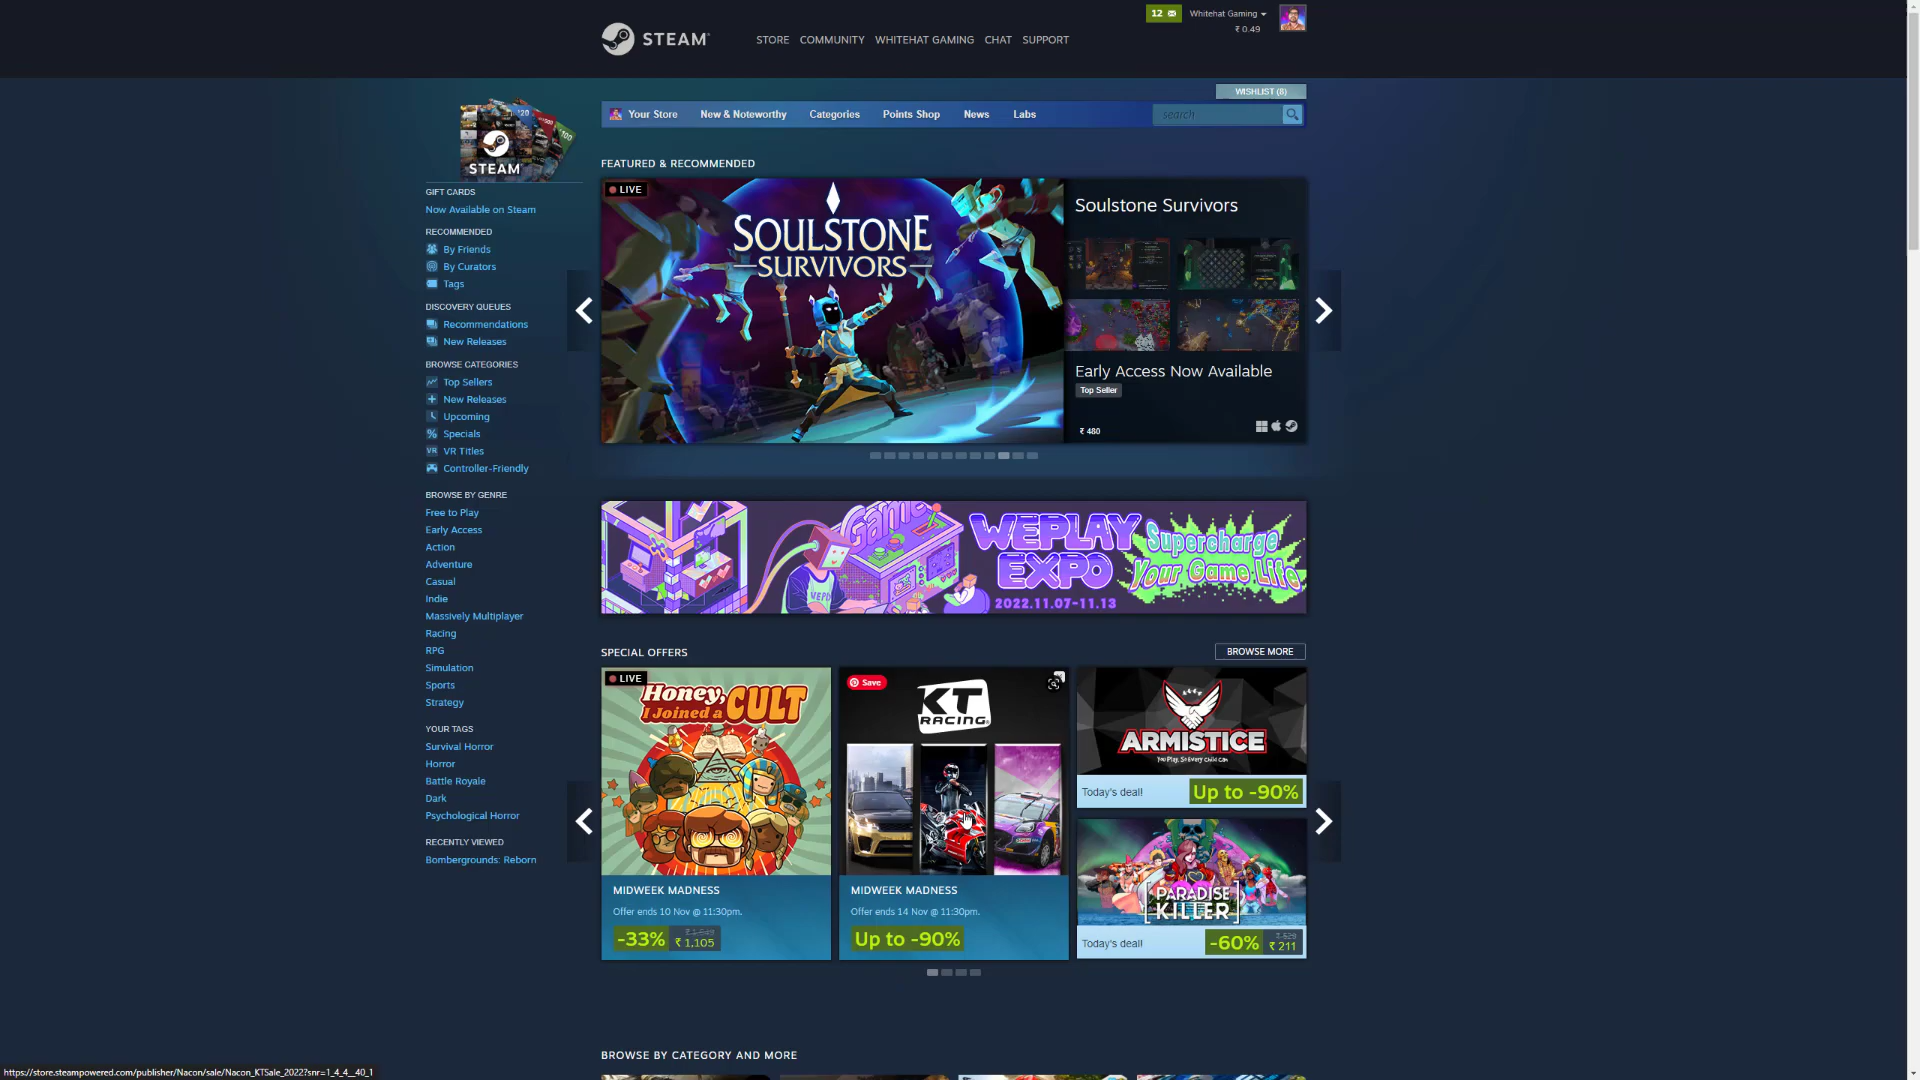 12
Whitehat Gaming
₹ 0.49
STEAM
STORE COMMUNITY WHITEHAT GAMING CHAT SUPPORT
WISHLIST (8)
Your Store New & Noteworthy Categories Points Shop News Labs
search
STEAM
GIFT CARDS
Now Available on Steam
RECOMMENDED
By Friends
By Curators
Tags
DISCOVERY QUEUES
Recommendations
New Releases
BROWSE CATEGORIES
Top Sellers
New Releases
Upcoming
Specials
VR VR Titles
Controller-Friendly
BROWSE BY GENRE
Free to Play
Early Access
Action
Adventure
Casual
Indie
Massively Multiplayer
Racing
RPG
Simulation
Sports
Strategy
YOUR TAGS
Survival Horror
Horror
Battle Royale
Dark
Psychological Horror
RECENTLY VIEWED
Bombergrounds: Reborn
FEATURED & RECOMMENDED
LIVE
SOULSTONE
SURVIVORS
Soulstone Survivors
Early Access Now Available
Top Seller
₹ 480
Game
WEPLAY
EXPO
2022.11.07-11.13
Supercharge
Your Game Life
SPECIAL OFFERS
BROWSE MORE
LIVE
Honey,
I Joined a CULT
MIDWEEK MADNESS
Offer ends 10 Nov @ 11:30pm.
-33%
₹ 1,105
Save
KT
RACING
MIDWEEK MADNESS
Offer ends 14 Nov @ 11:30pm.
Up to -90%
ARMISTICE
You Play, So Every Child Can
Today's deal!
Up to -90%
PARADISE
KILLER
Today's deal!
-60%
₹ 211
BROWSE BY CATEGORY AND MORE
https://store.steampowered.com/publisher/Nacon/sale/Nacon_KTSale_2022?snr=1_4_4__40_1